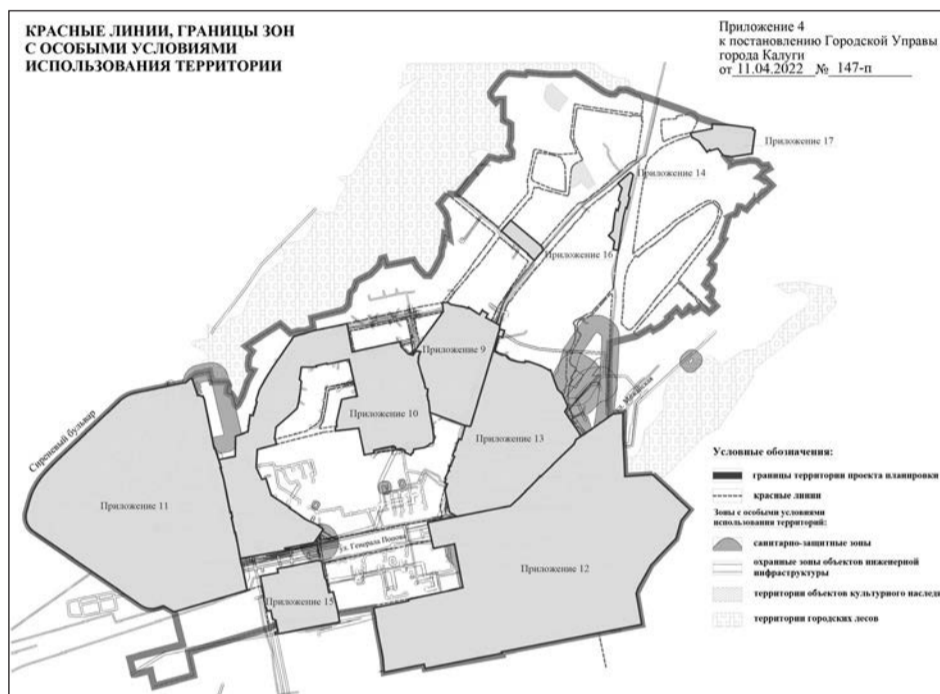 КРАСНЫЕ ЛИНИИ, ГРАНИЦЫ ЗОН
С ОСОБЫМИ УСЛОВИЯМИ
ИСПОЛЬЗОВАНИЯ ТЕРРИТОРИИ
Приложение 4
к постановлению Городской Управы
города Калуги
от 11.04.2022 № 147-п
Приложение 17
Приложение 14
Приложение 16
Приложение 9
Приложение 10
Приложение 13
Сиреневый бульвар
Приложение 11
ул. Генерала Попова
Приложение 12
Приложение 15
Условные обозначения:
границы территории проекта планировки
красные линии
Зоны с особыми условиями
использования территорий:
санитарно-защитные зоны
охранные зоны объектов инженерной
инфраструктуры
территория объектов культурного наследи
территории городских лесов